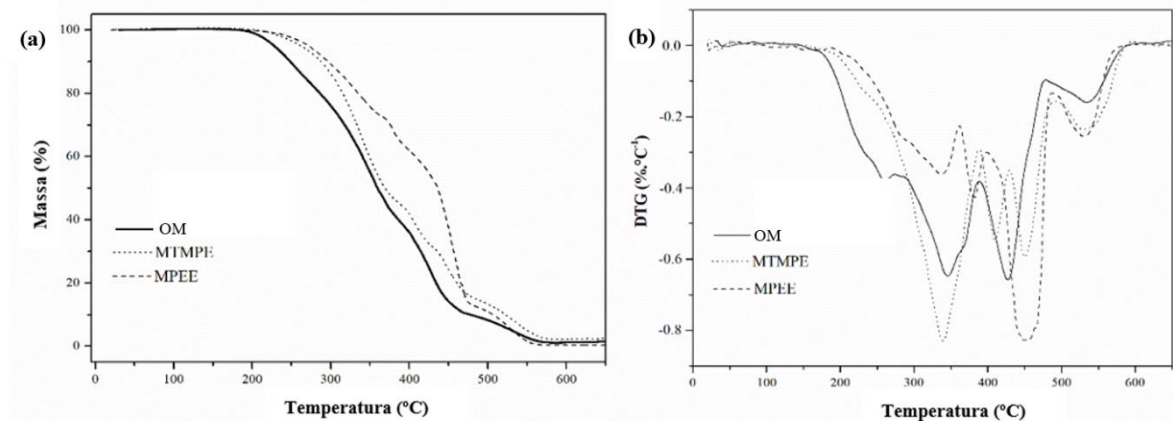 (a)
100
80
60
40
20
0
Massa (%)
OM
MTMPE
MPEE
0 100 200 300 400 500 600
Temperatura (ºC)
(b)
0.0
-0.2
-0.4
-0.6
-0.8
DTG (%.ºC⁻¹)
OM
MTMPE
MPEE
0 100 200 300 400 500 600
Temperatura (ºC)